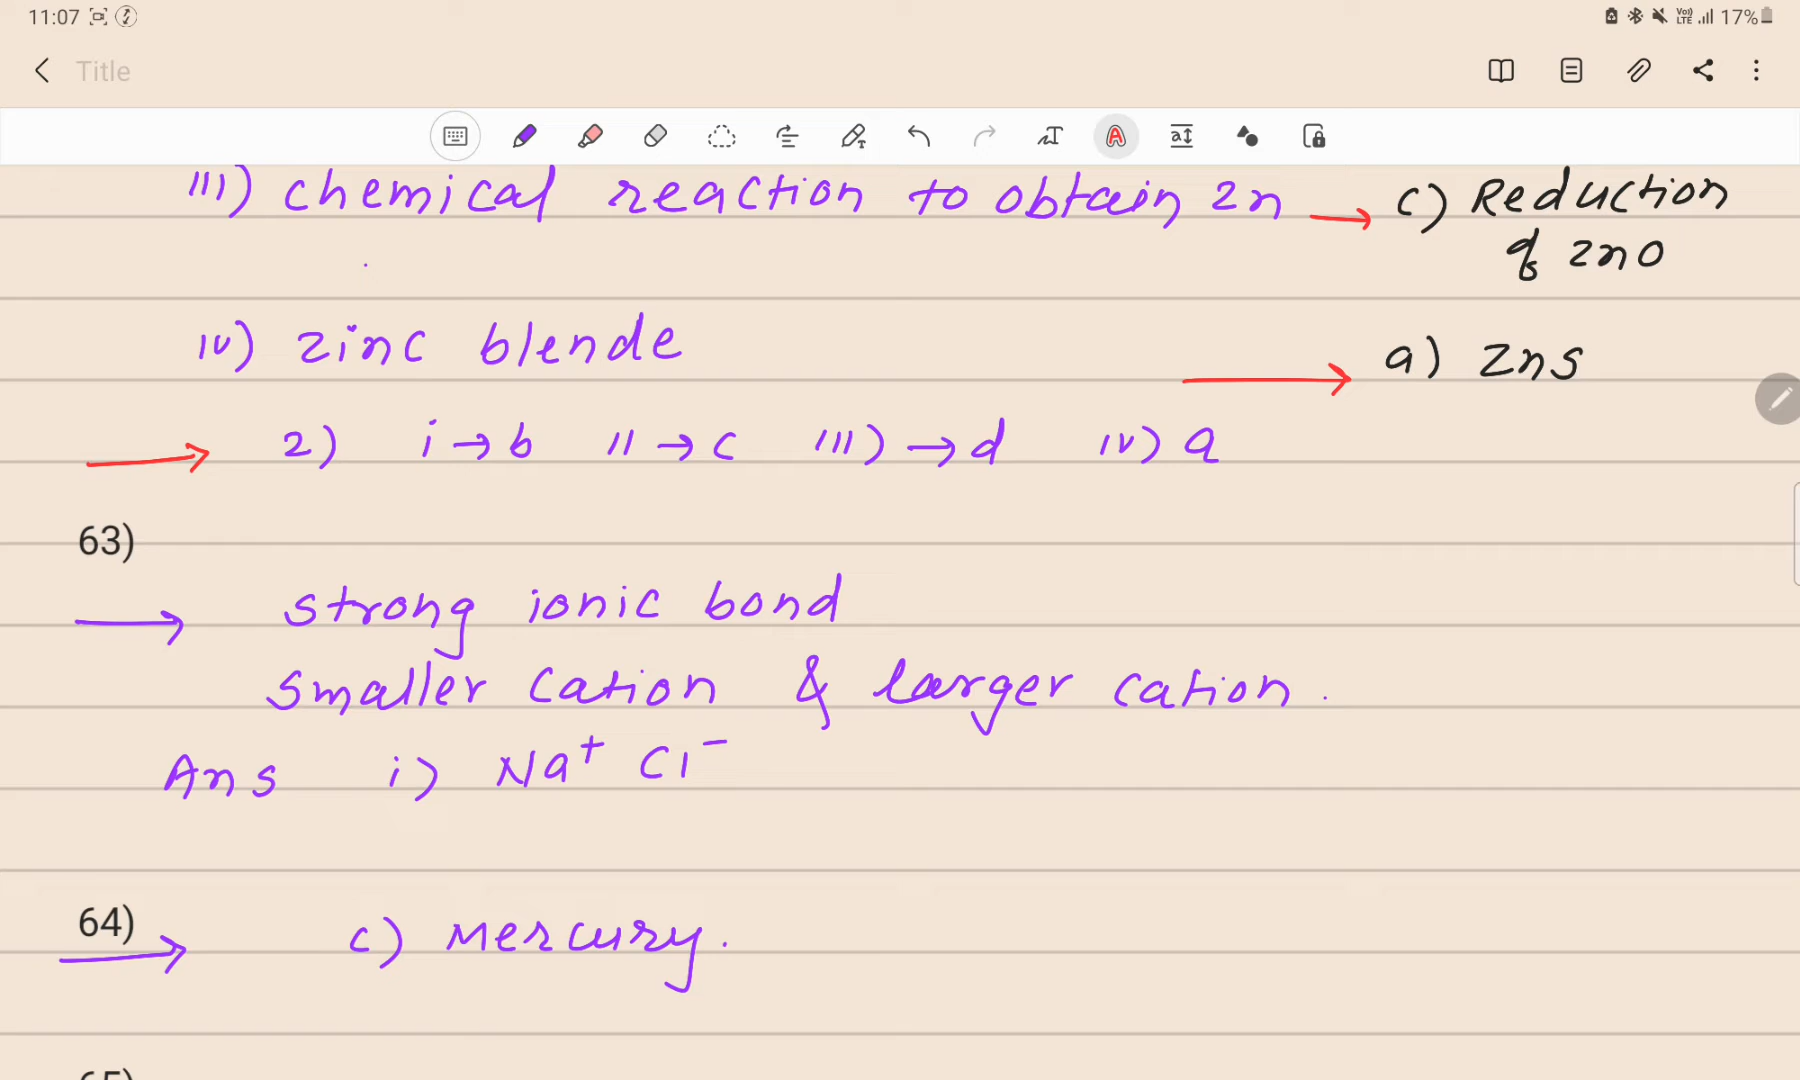 11:07 17%
Title
III) chemical reaction to obtain Zn → c) Reduction
of ZnO
IV) zinc blende → a) ZnS
→ 2) i → b II → c III) → d IV) a
63)
→ strong ionic bond
smaller cation & larger cation.
Ans i) Na⁺ Cl⁻
64)
→ c) Mercury.